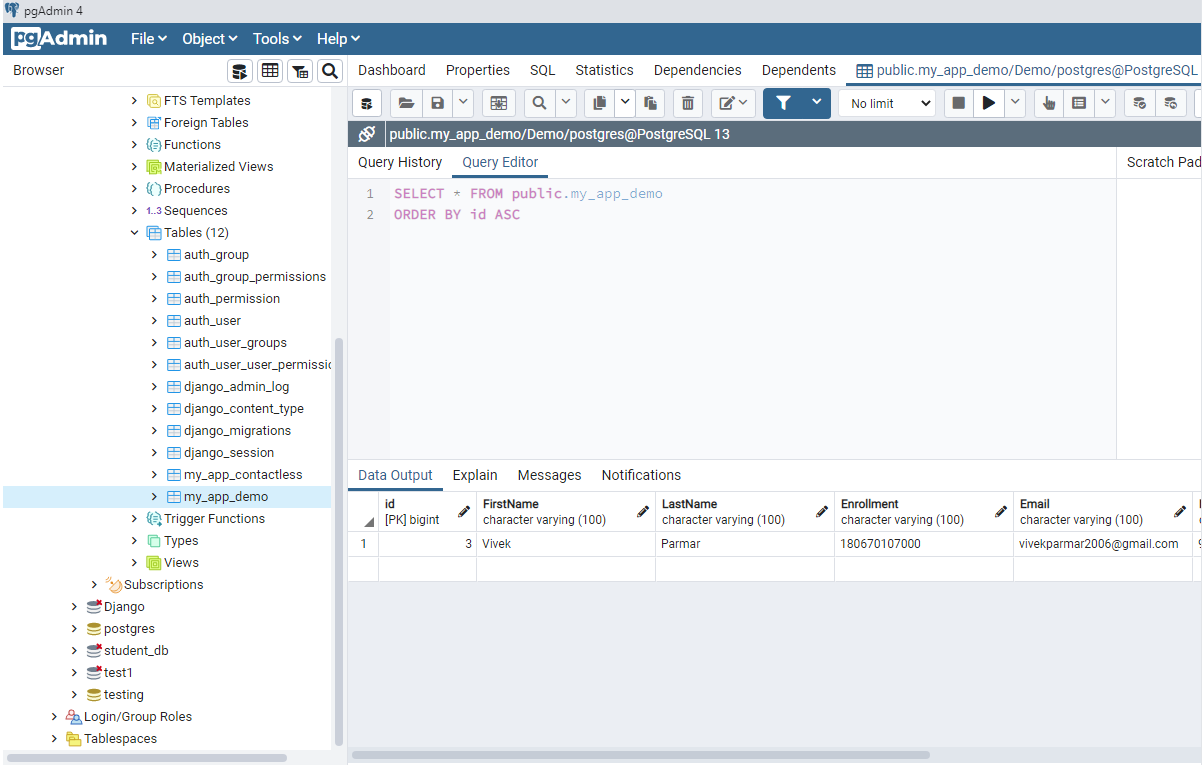 pgAdmin 4
pgAdmin File Object Tools Help
Browser
Dashboard Properties SQL Statistics Dependencies Dependents public.my_app_demo/Demo/postgres@PostgreSQL
FTS Templates
Foreign Tables
Functions
Materialized Views
Procedures
1..3 Sequences
Tables (12)
auth_group
auth_group_permissions
auth_permission
auth_user
auth_user_groups
auth_user_user_permissio
django_admin_log
django_content_type
django_migrations
django_session
my_app_contactless
my_app_demo
Trigger Functions
Types
Views
Subscriptions
Django
postgres
student_db
test1
testing
Login/Group Roles
Tablespaces
No limit
public.my_app_demo/Demo/postgres@PostgreSQL 13
Query History Query Editor Scratch Pad
1 SELECT * FROM public.my_app_demo
2 ORDER BY id ASC
Data Output Explain Messages Notifications
id FirstName LastName Enrollment Email
[PK] bigint character varying (100) character varying (100) character varying (100) character varying (100)
1 3 Vivek Parmar 180670107000 vivekparmar2006@gmail.com